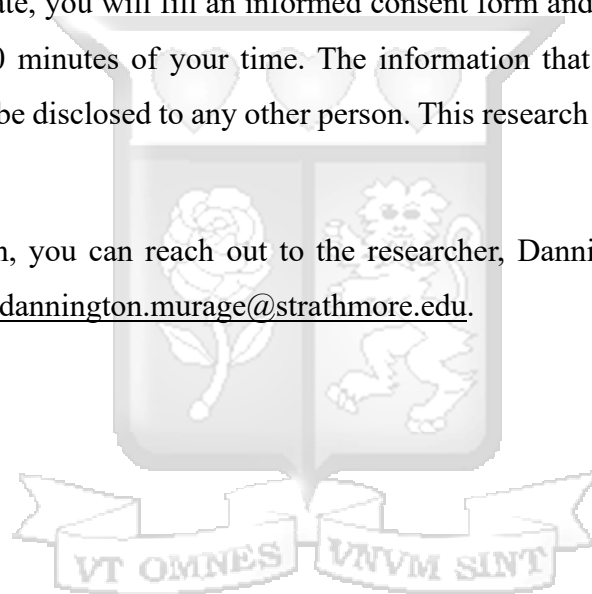 ate, you will fill an informed consent form and
0 minutes of your time. The information that
be disclosed to any other person. This research
n, you can reach out to the researcher, Danni
dannington.murage@strathmore.edu.
VT OMNES VNVM SINT